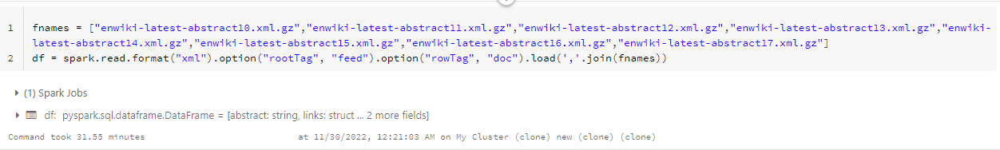 1 fnames = ["enwiki-latest-abstract10.xml.gz","enwiki-latest-abstract11.xml.gz","enwiki-latest-abstract12.xml.gz","enwiki-latest-abstract13.xml.gz","enwiki-
latest-abstract14.xml.gz","enwiki-latest-abstract15.xml.gz","enwiki-latest-abstract16.xml.gz","enwiki-latest-abstract17.xml.gz"]
2 df = spark.read.format("xml").option("rootTag", "feed").option("rowTag", "doc").load(','.join(fnames))
(1) Spark Jobs
df: pyspark.sql.dataframe.DataFrame = [abstract: string, links: struct ... 2 more fields]
Command took 31.55 minutes at 11/30/2022, 12:21:03 AM on My Cluster (clone) new (clone) (clone)